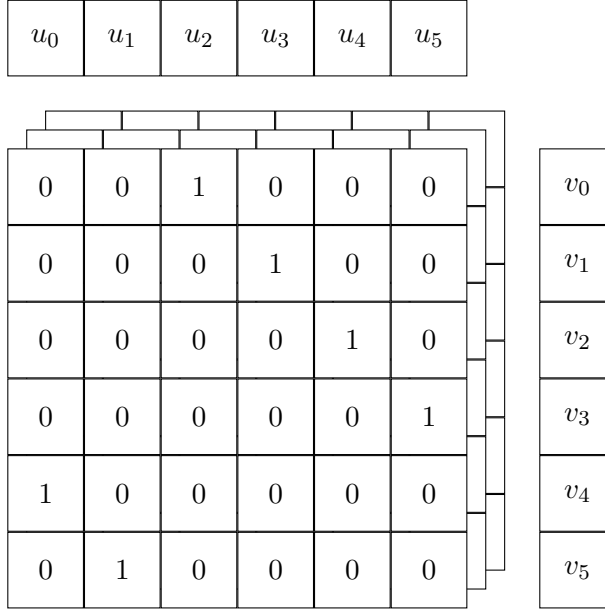 u₀ u₁ u₂ u₃ u₄ u₅
0 0 1 0 0 0 v₀
0 0 0 1 0 0 v₁
0 0 0 0 1 0 v₂
0 0 0 0 0 1 v₃
1 0 0 0 0 0 v₄
0 1 0 0 0 0 v₅